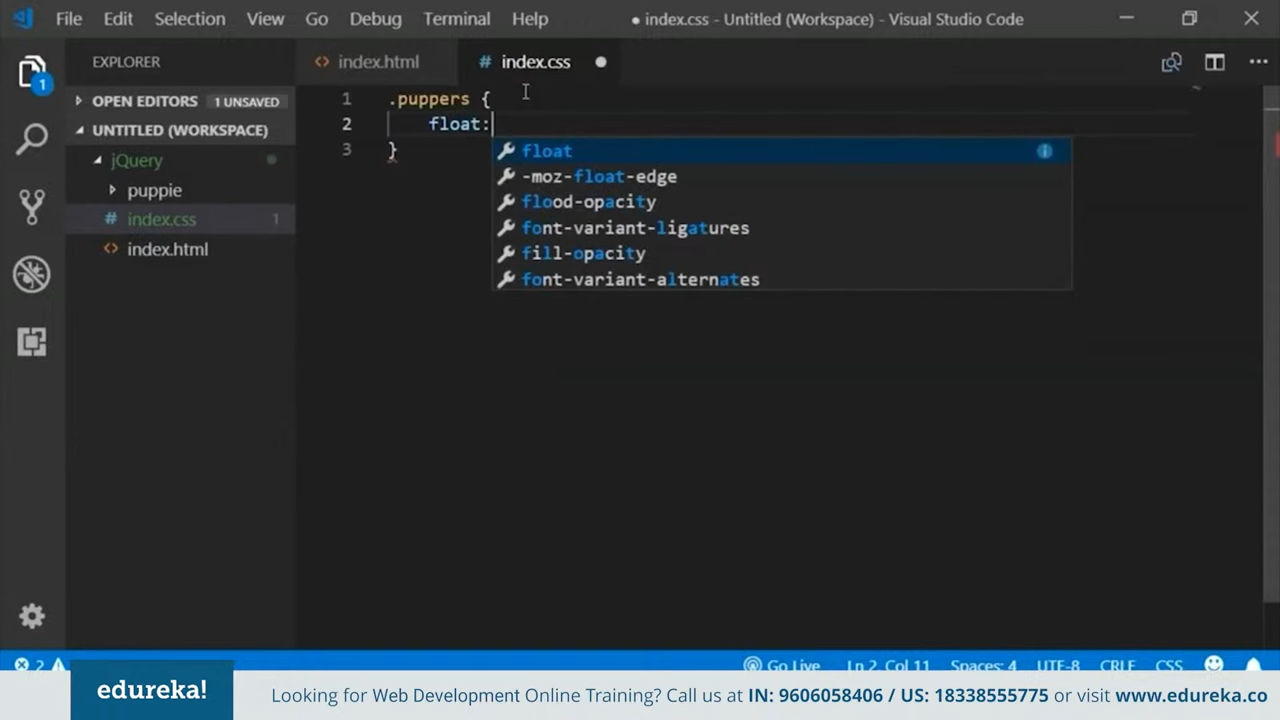 File Edit Selection View Go Debug Terminal Help ● index.css - Untitled (Workspace) - Visual Studio Code
EXPLORER
<> index.html
# index.css ●
1
OPEN EDITORS 1 UNSAVED
UNTITLED (WORKSPACE)
jQuery
puppie
# index.css 1
<> index.html
1 .puppers {
2 float:
3 }
float
-moz-float-edge
flood-opacity
font-variant-ligatures
fill-opacity
font-variant-alternates
2 Go Live Ln 2, Col 11 Spaces: 4 UTF-8 CRLF CSS
edureka! Looking for Web Development Online Training? Call us at IN: 9606058406 / US: 18338555775 or visit www.edureka.co